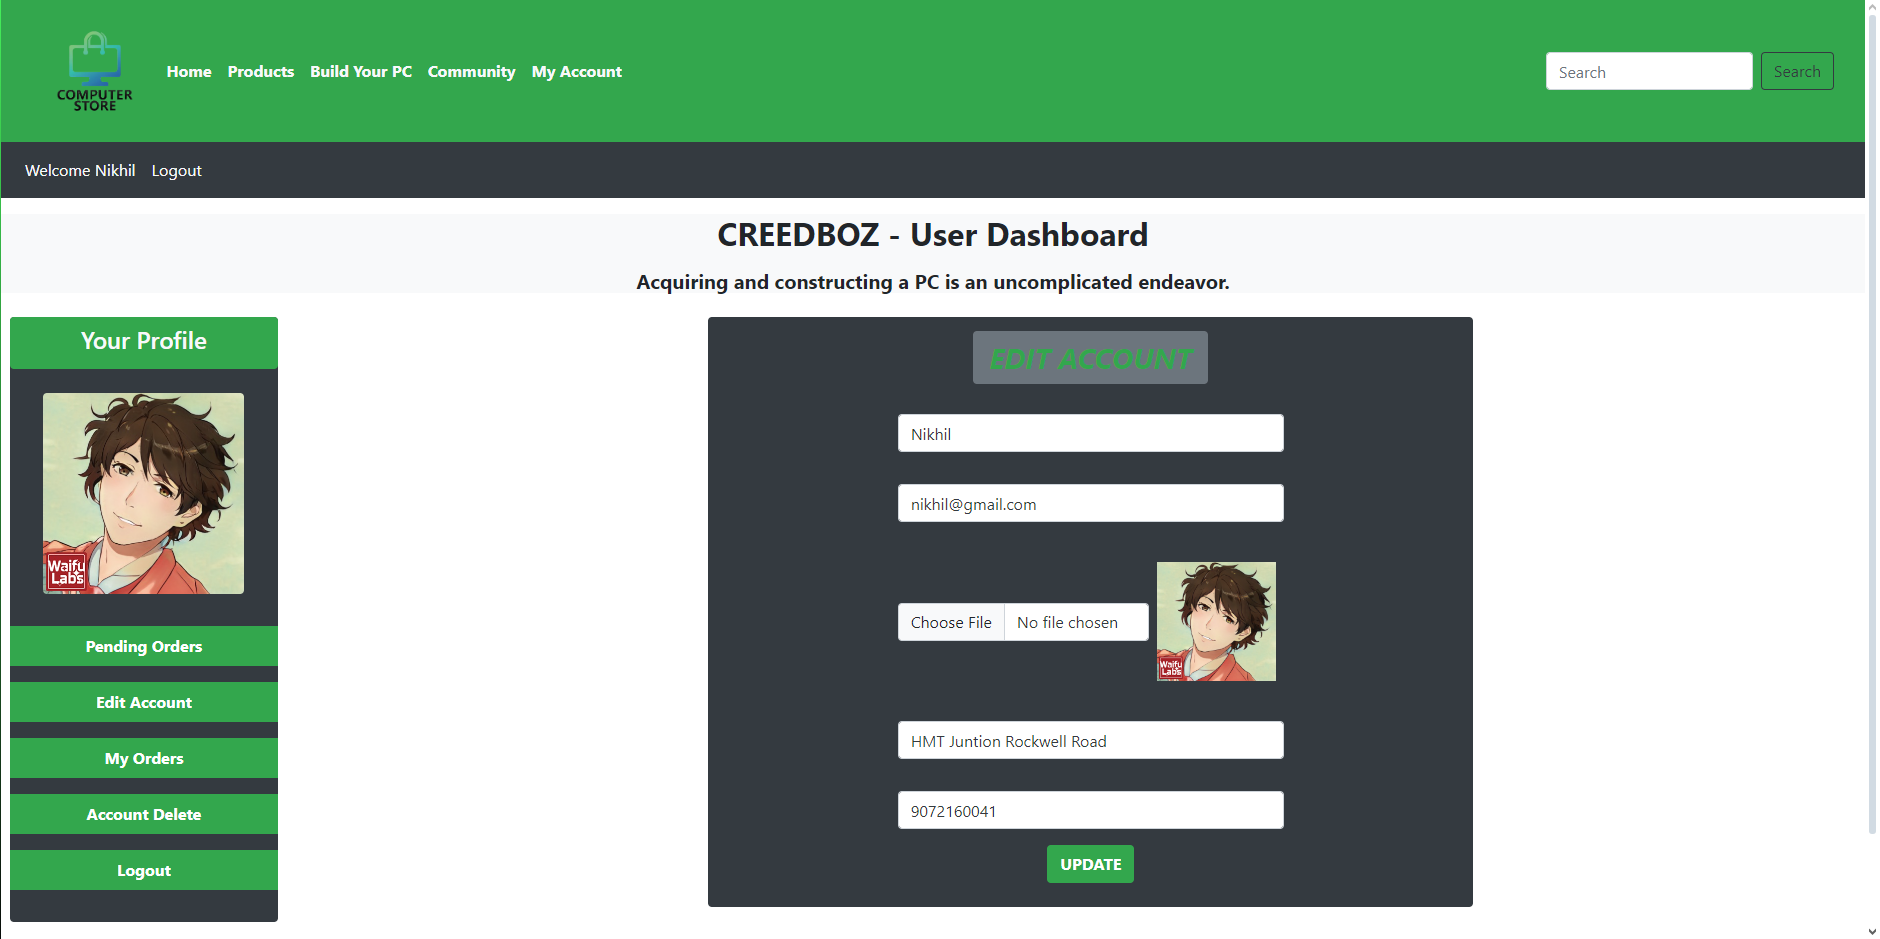 COMPUTER
STORE
Home Products Build Your PC Community My Account
Search Search
Welcome Nikhil Logout
CREEDBOZ - User Dashboard
Acquiring and constructing a PC is an uncomplicated endeavor.
Your Profile
Waifu
Labs
Pending Orders
Edit Account
My Orders
Account Delete
Logout
EDIT ACCOUNT
Nikhil
nikhil@gmail.com
Choose File No file chosen
Waifu
Labs
HMT Juntion Rockwell Road
9072160041
UPDATE